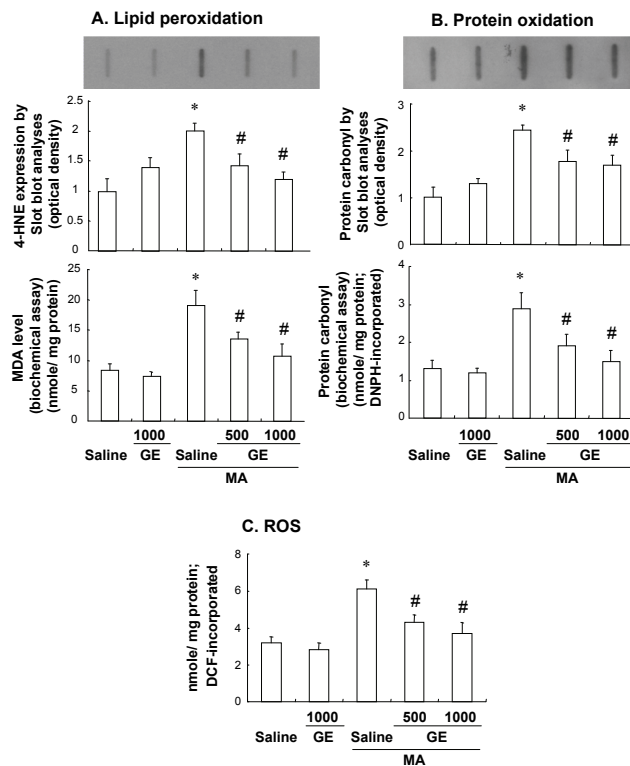 A. Lipid peroxidation
4-HNE expression by
Slot blot analyses
(optical density)
2.5
2
1.5
1
0.5
0
*
#
#
MDA level
(biochemical assay)
(nmole/ mg protein)
25
20
15
10
5
0
*
#
#
1000 500 1000
Saline GE Saline GE
MA
B. Protein oxidation
Protein carbonyl by
Slot blot analyses
(optical density)
3
2
1
0
*
#
#
Protein carbonyl
(biochemical assay)
(nmole/ mg protein;
DNPH-incorporated)
4
3
2
1
0
*
#
#
1000 500 1000
Saline GE Saline GE
MA
C. ROS
nmole/ mg protein;
DCF-incorporated
8
6
4
2
0
*
#
#
1000 500 1000
Saline GE Saline GE
MA